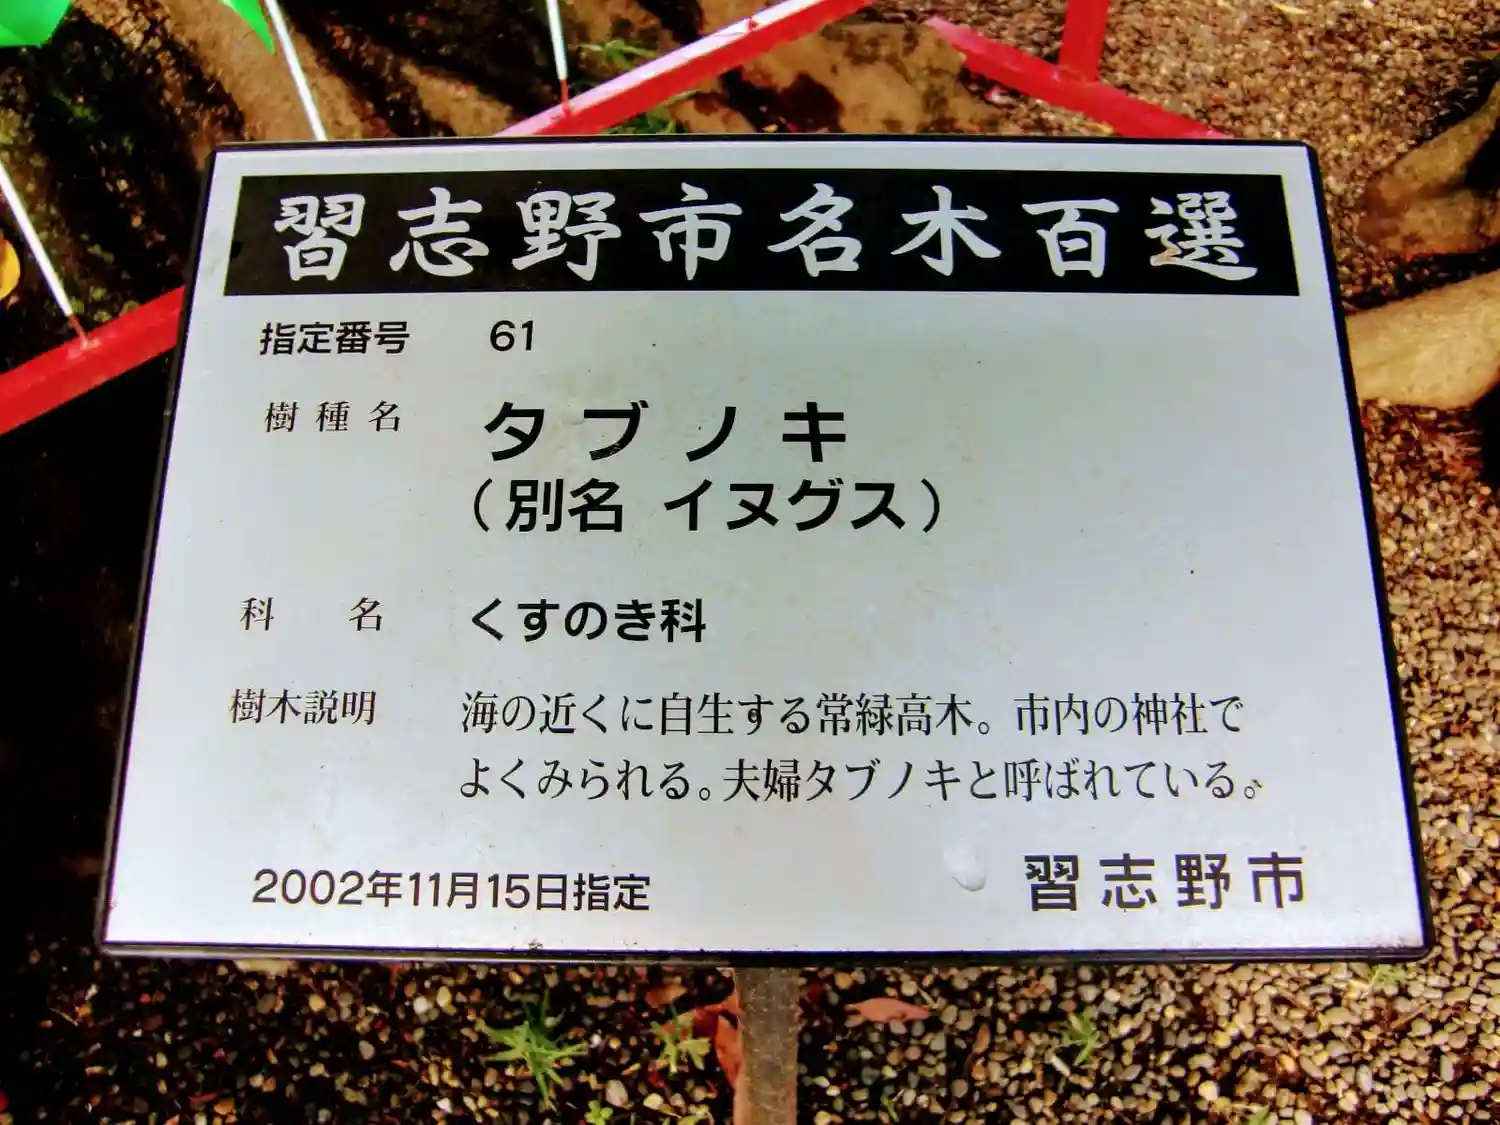 習志野市名木百選
指定番号 61
樹種名 タブノキ
（別名 イヌグス）
科名 くすのき科
樹木説明 海の近くに自生する常緑高木。市内の神社で
よくみられる。夫婦タブノキと呼ばれている。
2002年11月15日指定 習志野市